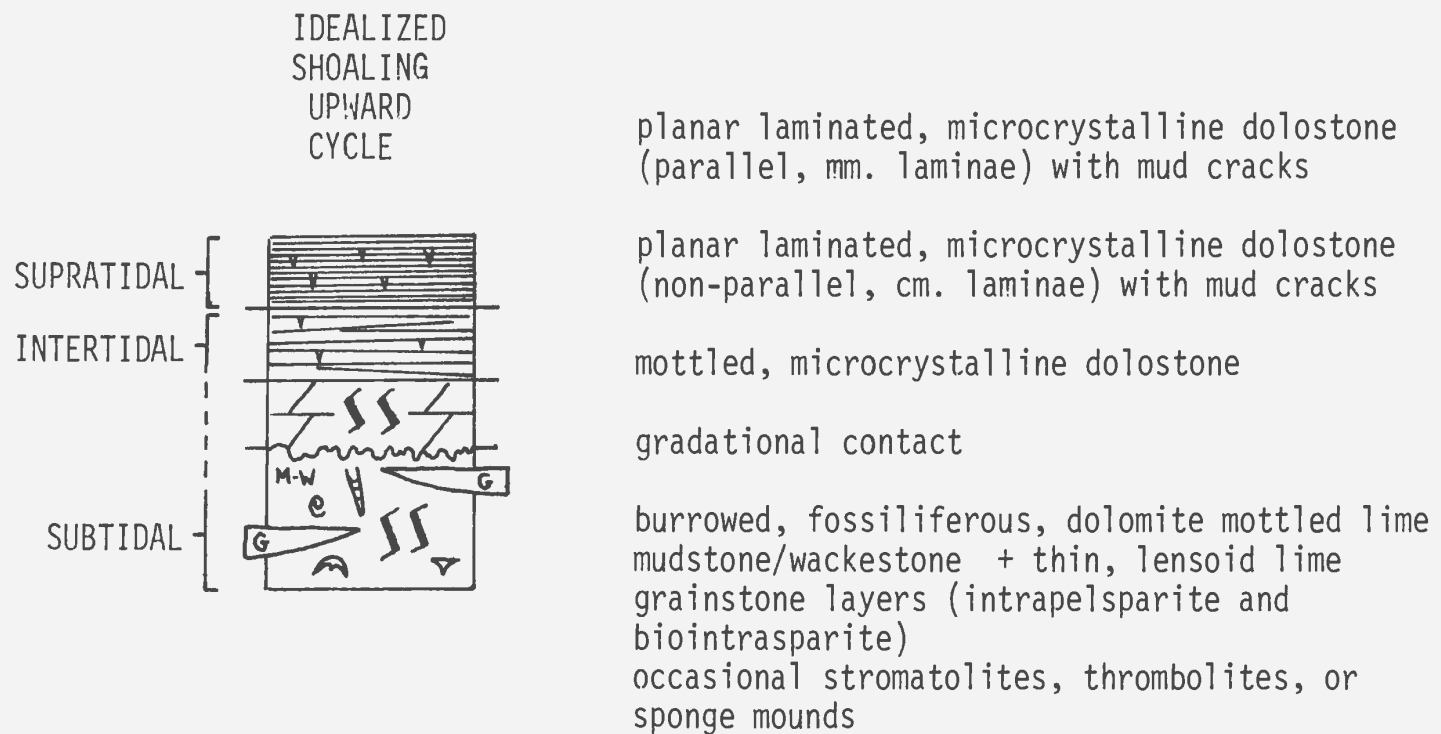 IDEALIZED
SHOALING
UPWARD
CYCLE
planar laminated, microcrystalline dolostone
(parallel, mm. laminae) with mud cracks
SUPRATIDAL
planar laminated, microcrystalline dolostone
(non-parallel, cm. laminae) with mud cracks
INTERTIDAL
mottled, microcrystalline dolostone
gradational contact
M-W
G
SUBTIDAL
G
burrowed, fossiliferous, dolomite mottled lime
mudstone/wackestone + thin, lensoid lime
grainstone layers (intrapelsparite and
biointrasparite)
occasional stromatolites, thrombolites, or
sponge mounds